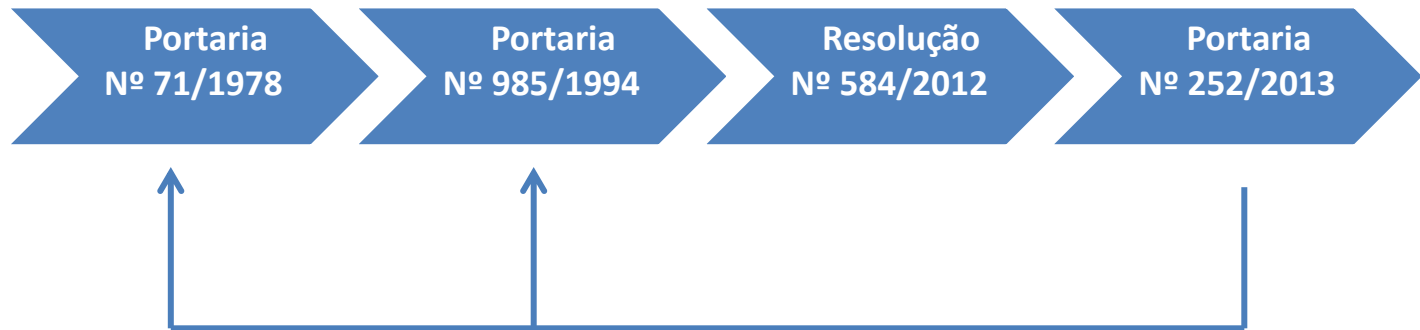 Portaria
Nº 71/1978
Portaria
Nº 985/1994
Resolução
Nº 584/2012
Portaria
Nº 252/2013